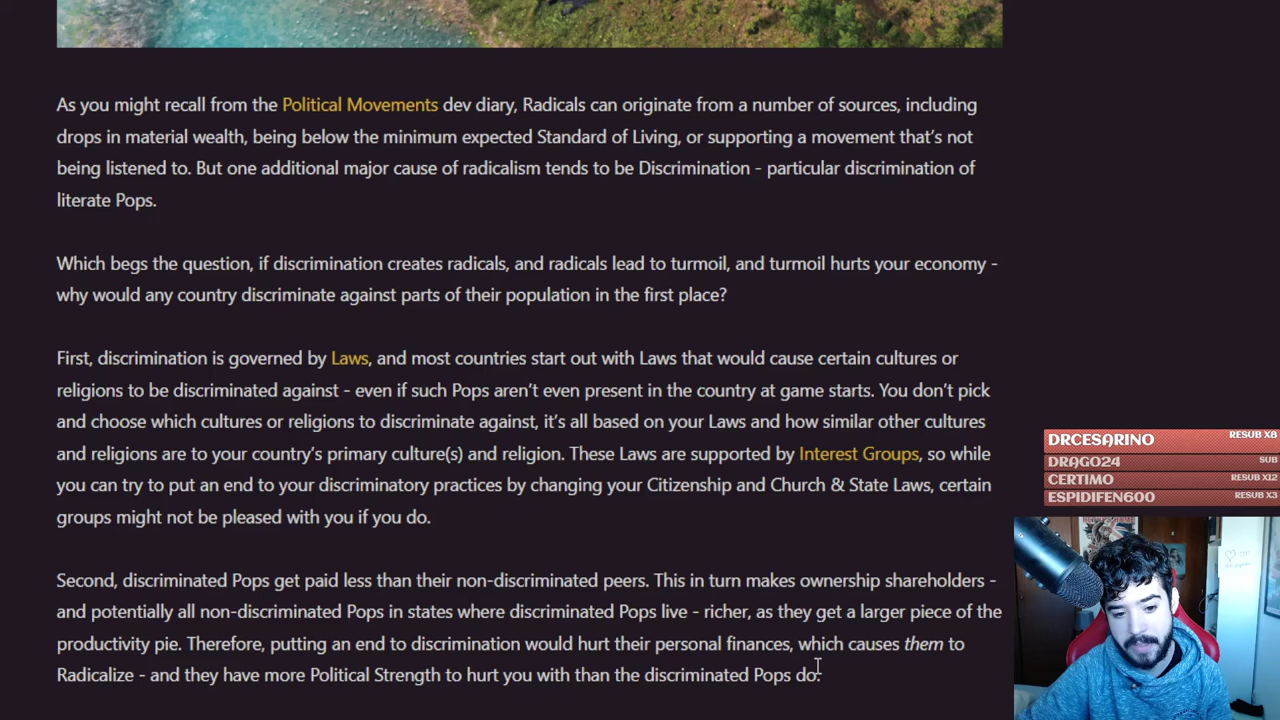 As you might recall from the Political Movements dev diary, Radicals can originate from a number of sources, including
drops in material wealth, being below the minimum expected Standard of Living, or supporting a movement that's not
being listened to. But one additional major cause of radicalism tends to be Discrimination - particular discrimination of
literate Pops.
Which begs the question, if discrimination creates radicals, and radicals lead to turmoil, and turmoil hurts your economy -
why would any country discriminate against parts of their population in the first place?
First, discrimination is governed by Laws, and most countries start out with Laws that would cause certain cultures or
religions to be discriminated against - even if such Pops aren't even present in the country at game starts. You don't pick
and choose which cultures or religions to discriminate against, it's all based on your Laws and how similar other cultures
and religions are to your country's primary culture(s) and religion. These Laws are supported by Interest Groups, so while
you can try to put an end to your discriminatory practices by changing your Citizenship and Church & State Laws, certain
groups might not be pleased with you if you do.
Second, discriminated Pops get paid less than their non-discriminated peers. This in turn makes ownership shareholders -
and potentially all non-discriminated Pops in states where discriminated Pops live - richer, as they get a larger piece of the
productivity pie. Therefore, putting an end to discrimination would hurt their personal finances, which causes them to
Radicalize - and they have more Political Strength to hurt you with than the discriminated Pops do.
DRCESARINO RESUB X8
DRAGO24 SUB
CERTIMO RESUB X12
ESPIDIFEN600 RESUB X3